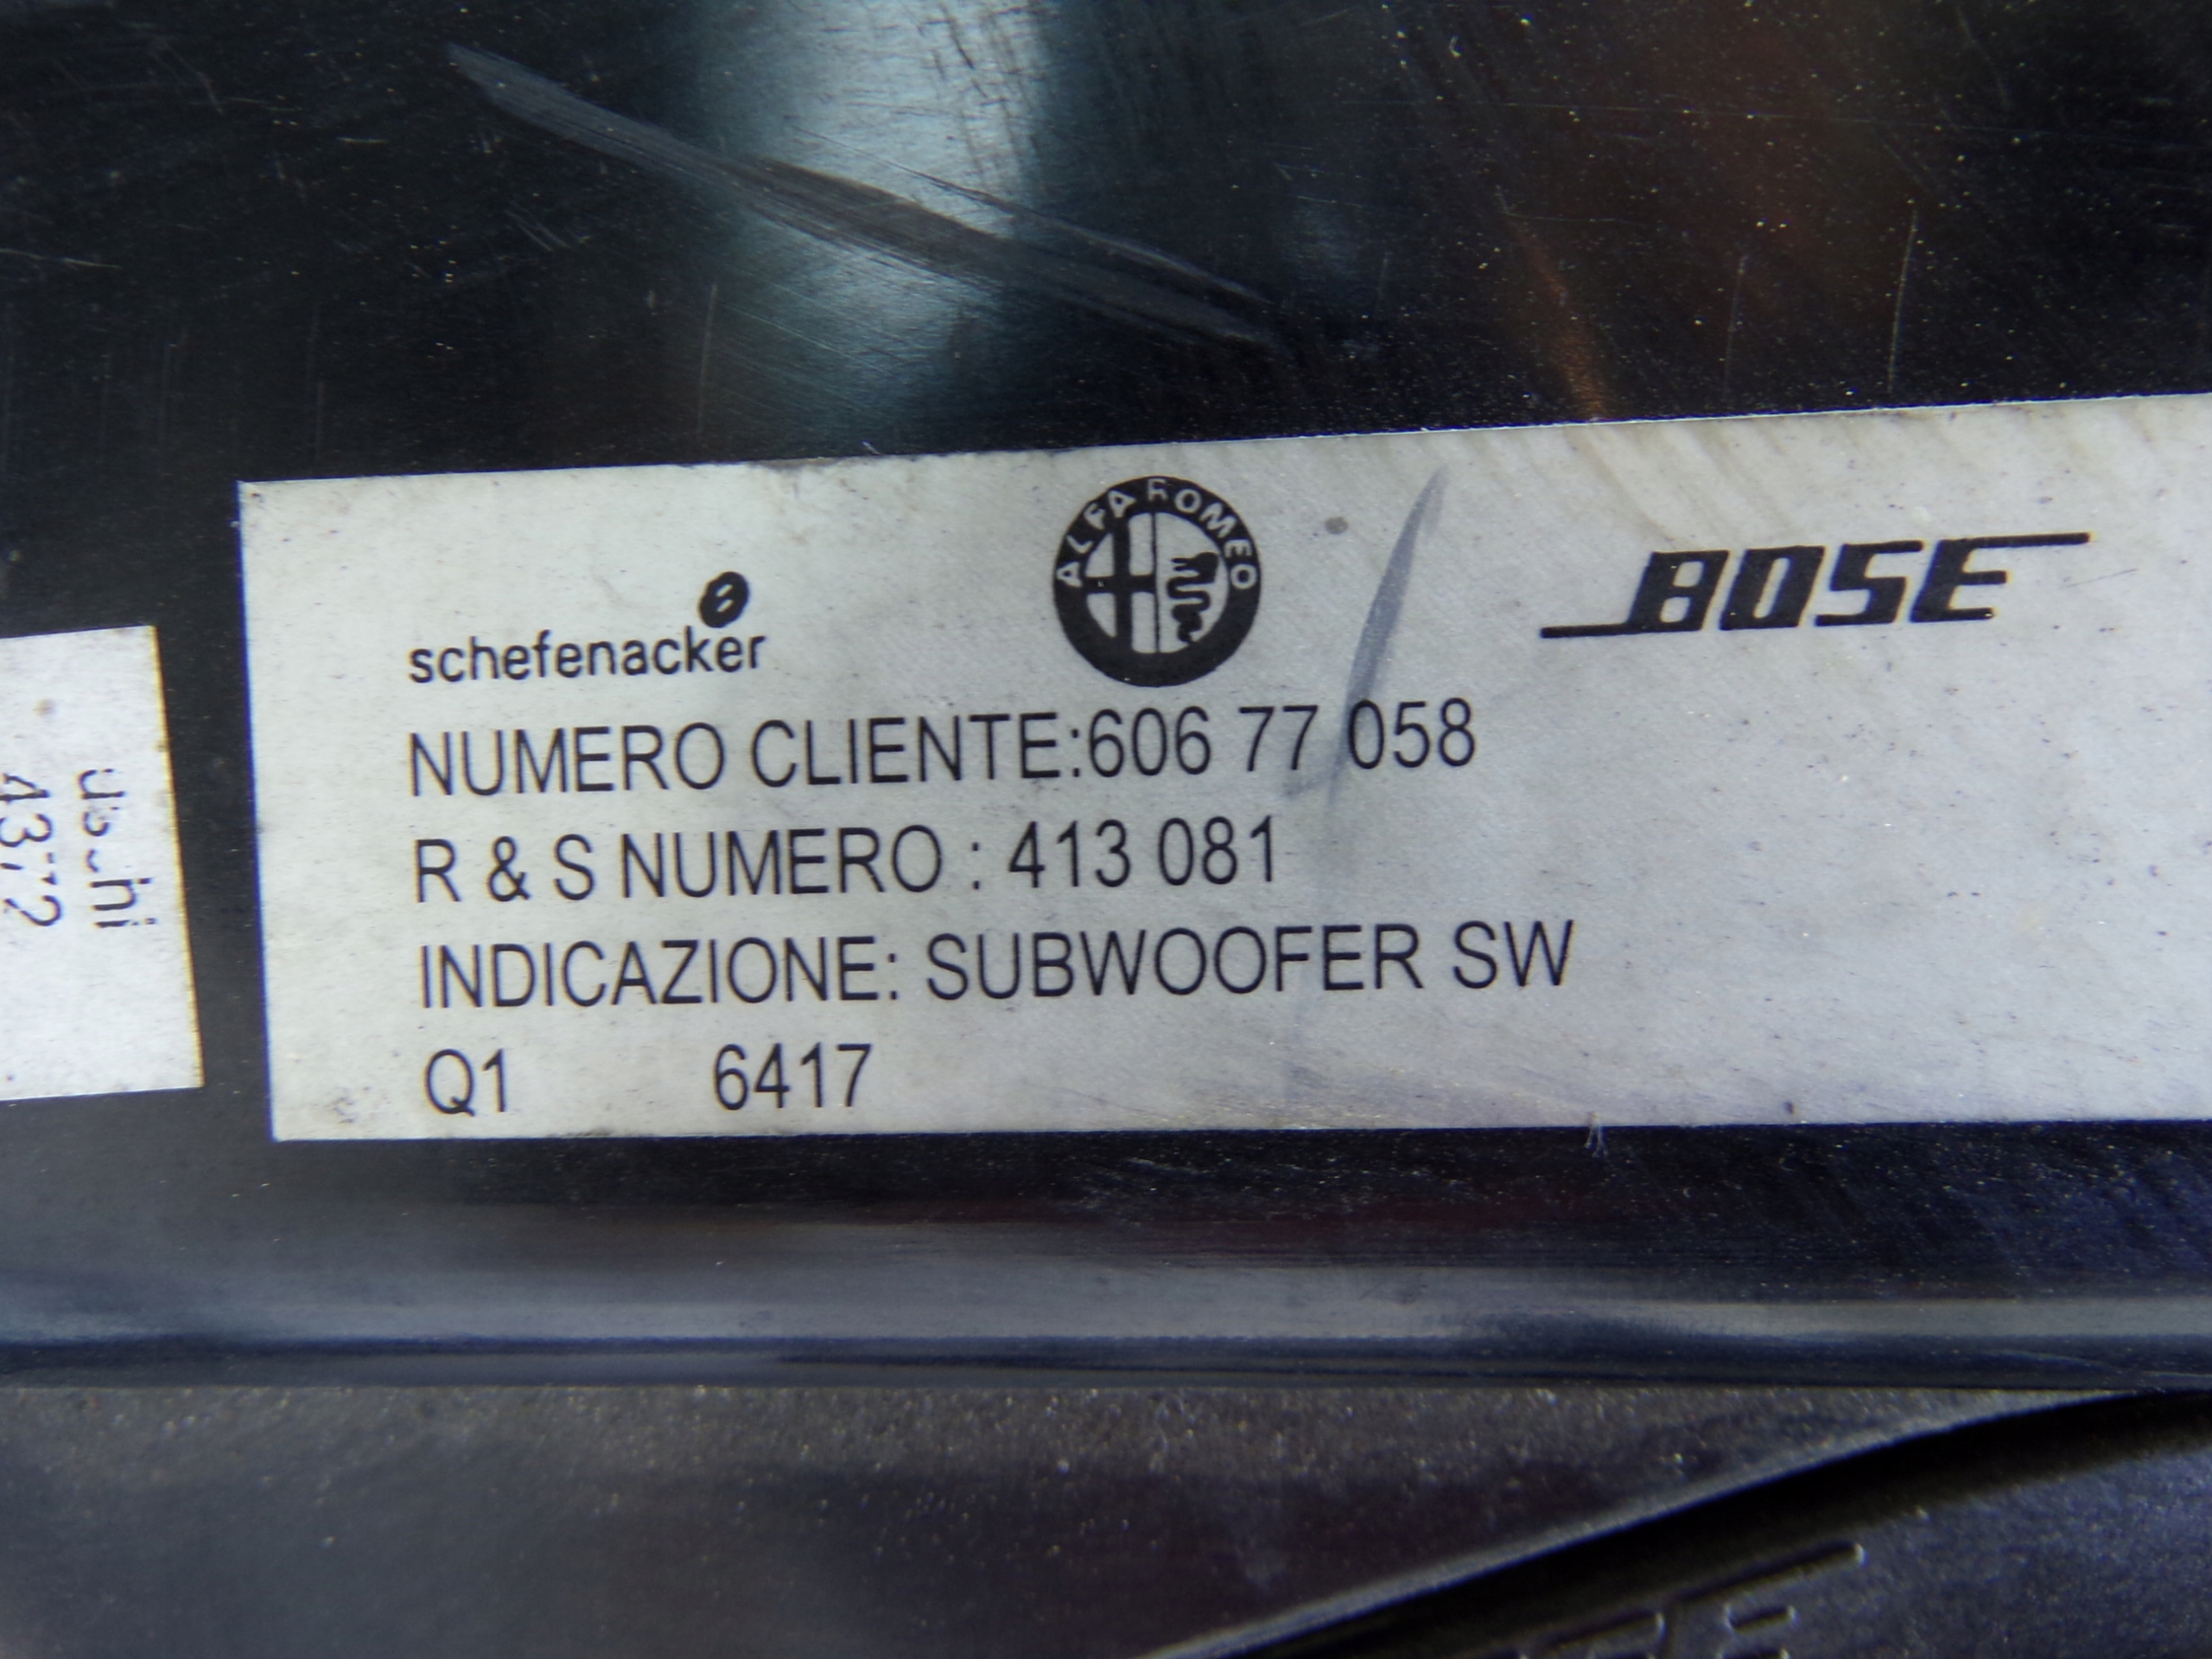 schefenacker
ALFA ROMEO
BOSE
NUMERO CLIENTE:606 77 058
R & S NUMERO : 413 081
INDICAZIONE: SUBWOOFER SW
Q1 6417